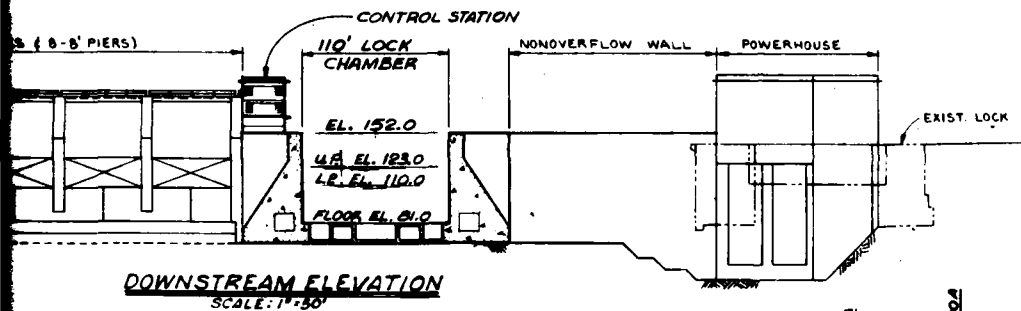 CONTROL STATION
& 8-8' PIERS)
110' LOCK
CHAMBER
NONOVERFLOW WALL
POWERHOUSE
EXIST. LOCK
EL. 152.0
U.P. EL. 123.0
L.P. EL. 110.0
FLOOR EL. 81.0
DOWNSTREAM ELEVATION
SCALE: 1"=50'